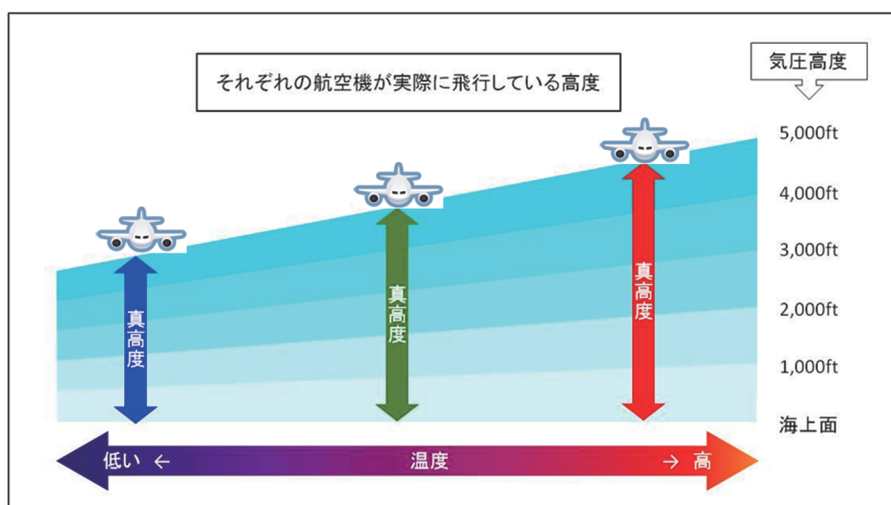 気圧高度
それぞれの航空機が実際に飛行している高度
5,000ft
4,000ft
3,000ft
2,000ft
1,000ft
海上面
真高度
真高度
真高度
低い ←
温度
→ 高